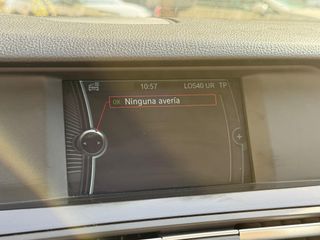 10:57 LOS40 UR TP
OK Ninguna avería